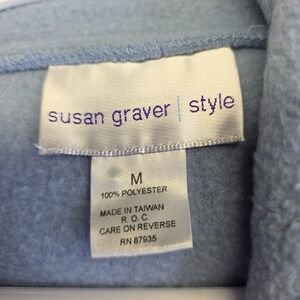 susan graver | style
M
100% POLYESTER
MADE IN TAIWAN
R. O. C.
CARE ON REVERSE
RN 87935